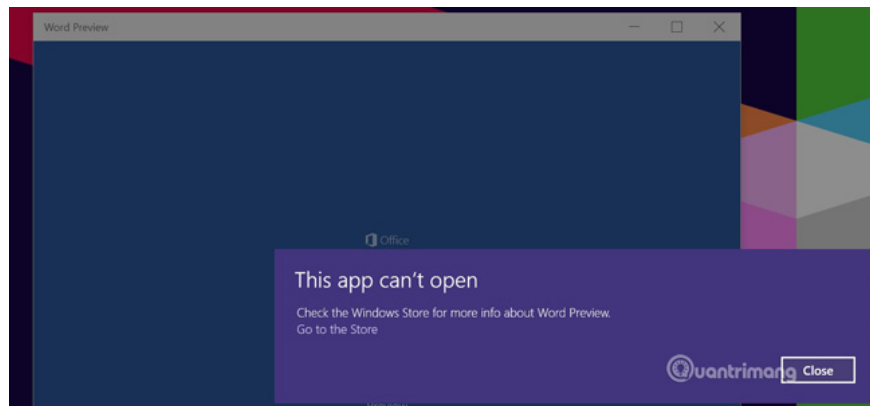 Word Preview
Office
This app can't open
Check the Windows Store for more info about Word Preview.
Go to the Store
Quantrimang
Close